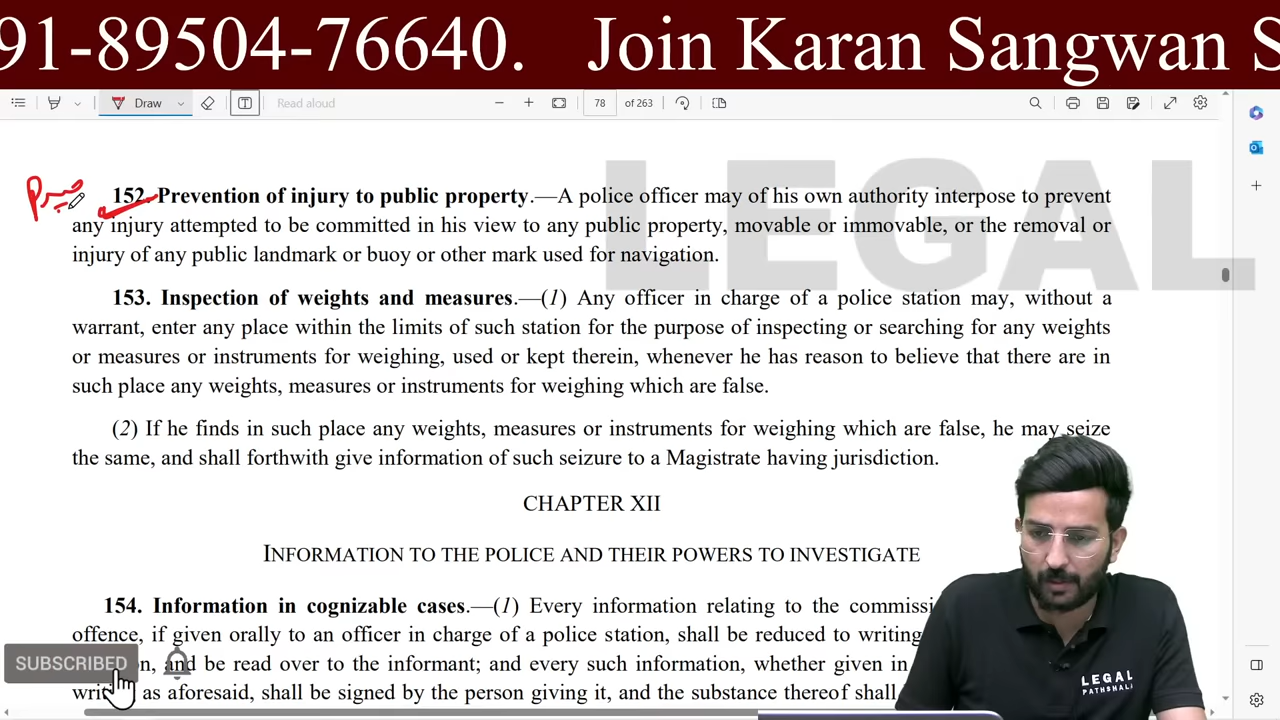 91-89504-76640. Join Karan Sangwan S
Draw
Read aloud
78 of 263
LEGAL
152. Prevention of injury to public property.—A police officer may of his own authority interpose to prevent
any injury attempted to be committed in his view to any public property, movable or immovable, or the removal or
injury of any public landmark or buoy or other mark used for navigation.
153. Inspection of weights and measures.—(1) Any officer in charge of a police station may, without a
warrant, enter any place within the limits of such station for the purpose of inspecting or searching for any weights
or measures or instruments for weighing, used or kept therein, whenever he has reason to believe that there are in
such place any weights, measures or instruments for weighing which are false.
(2) If he finds in such place any weights, measures or instruments for weighing which are false, he may seize
the same, and shall forthwith give information of such seizure to a Magistrate having jurisdiction.
CHAPTER XII
INFORMATION TO THE POLICE AND THEIR POWERS TO INVESTIGATE
154. Information in cognizable cases.—(1) Every information relating to the commissi
offence, if given orally to an officer in charge of a police station, shall be reduced to writing
and be read over to the informant; and every such information, whether given in
as aforesaid, shall be signed by the person giving it, and the substance thereof shall
SUBSCRIBED
LEGAL
PATHSHALA